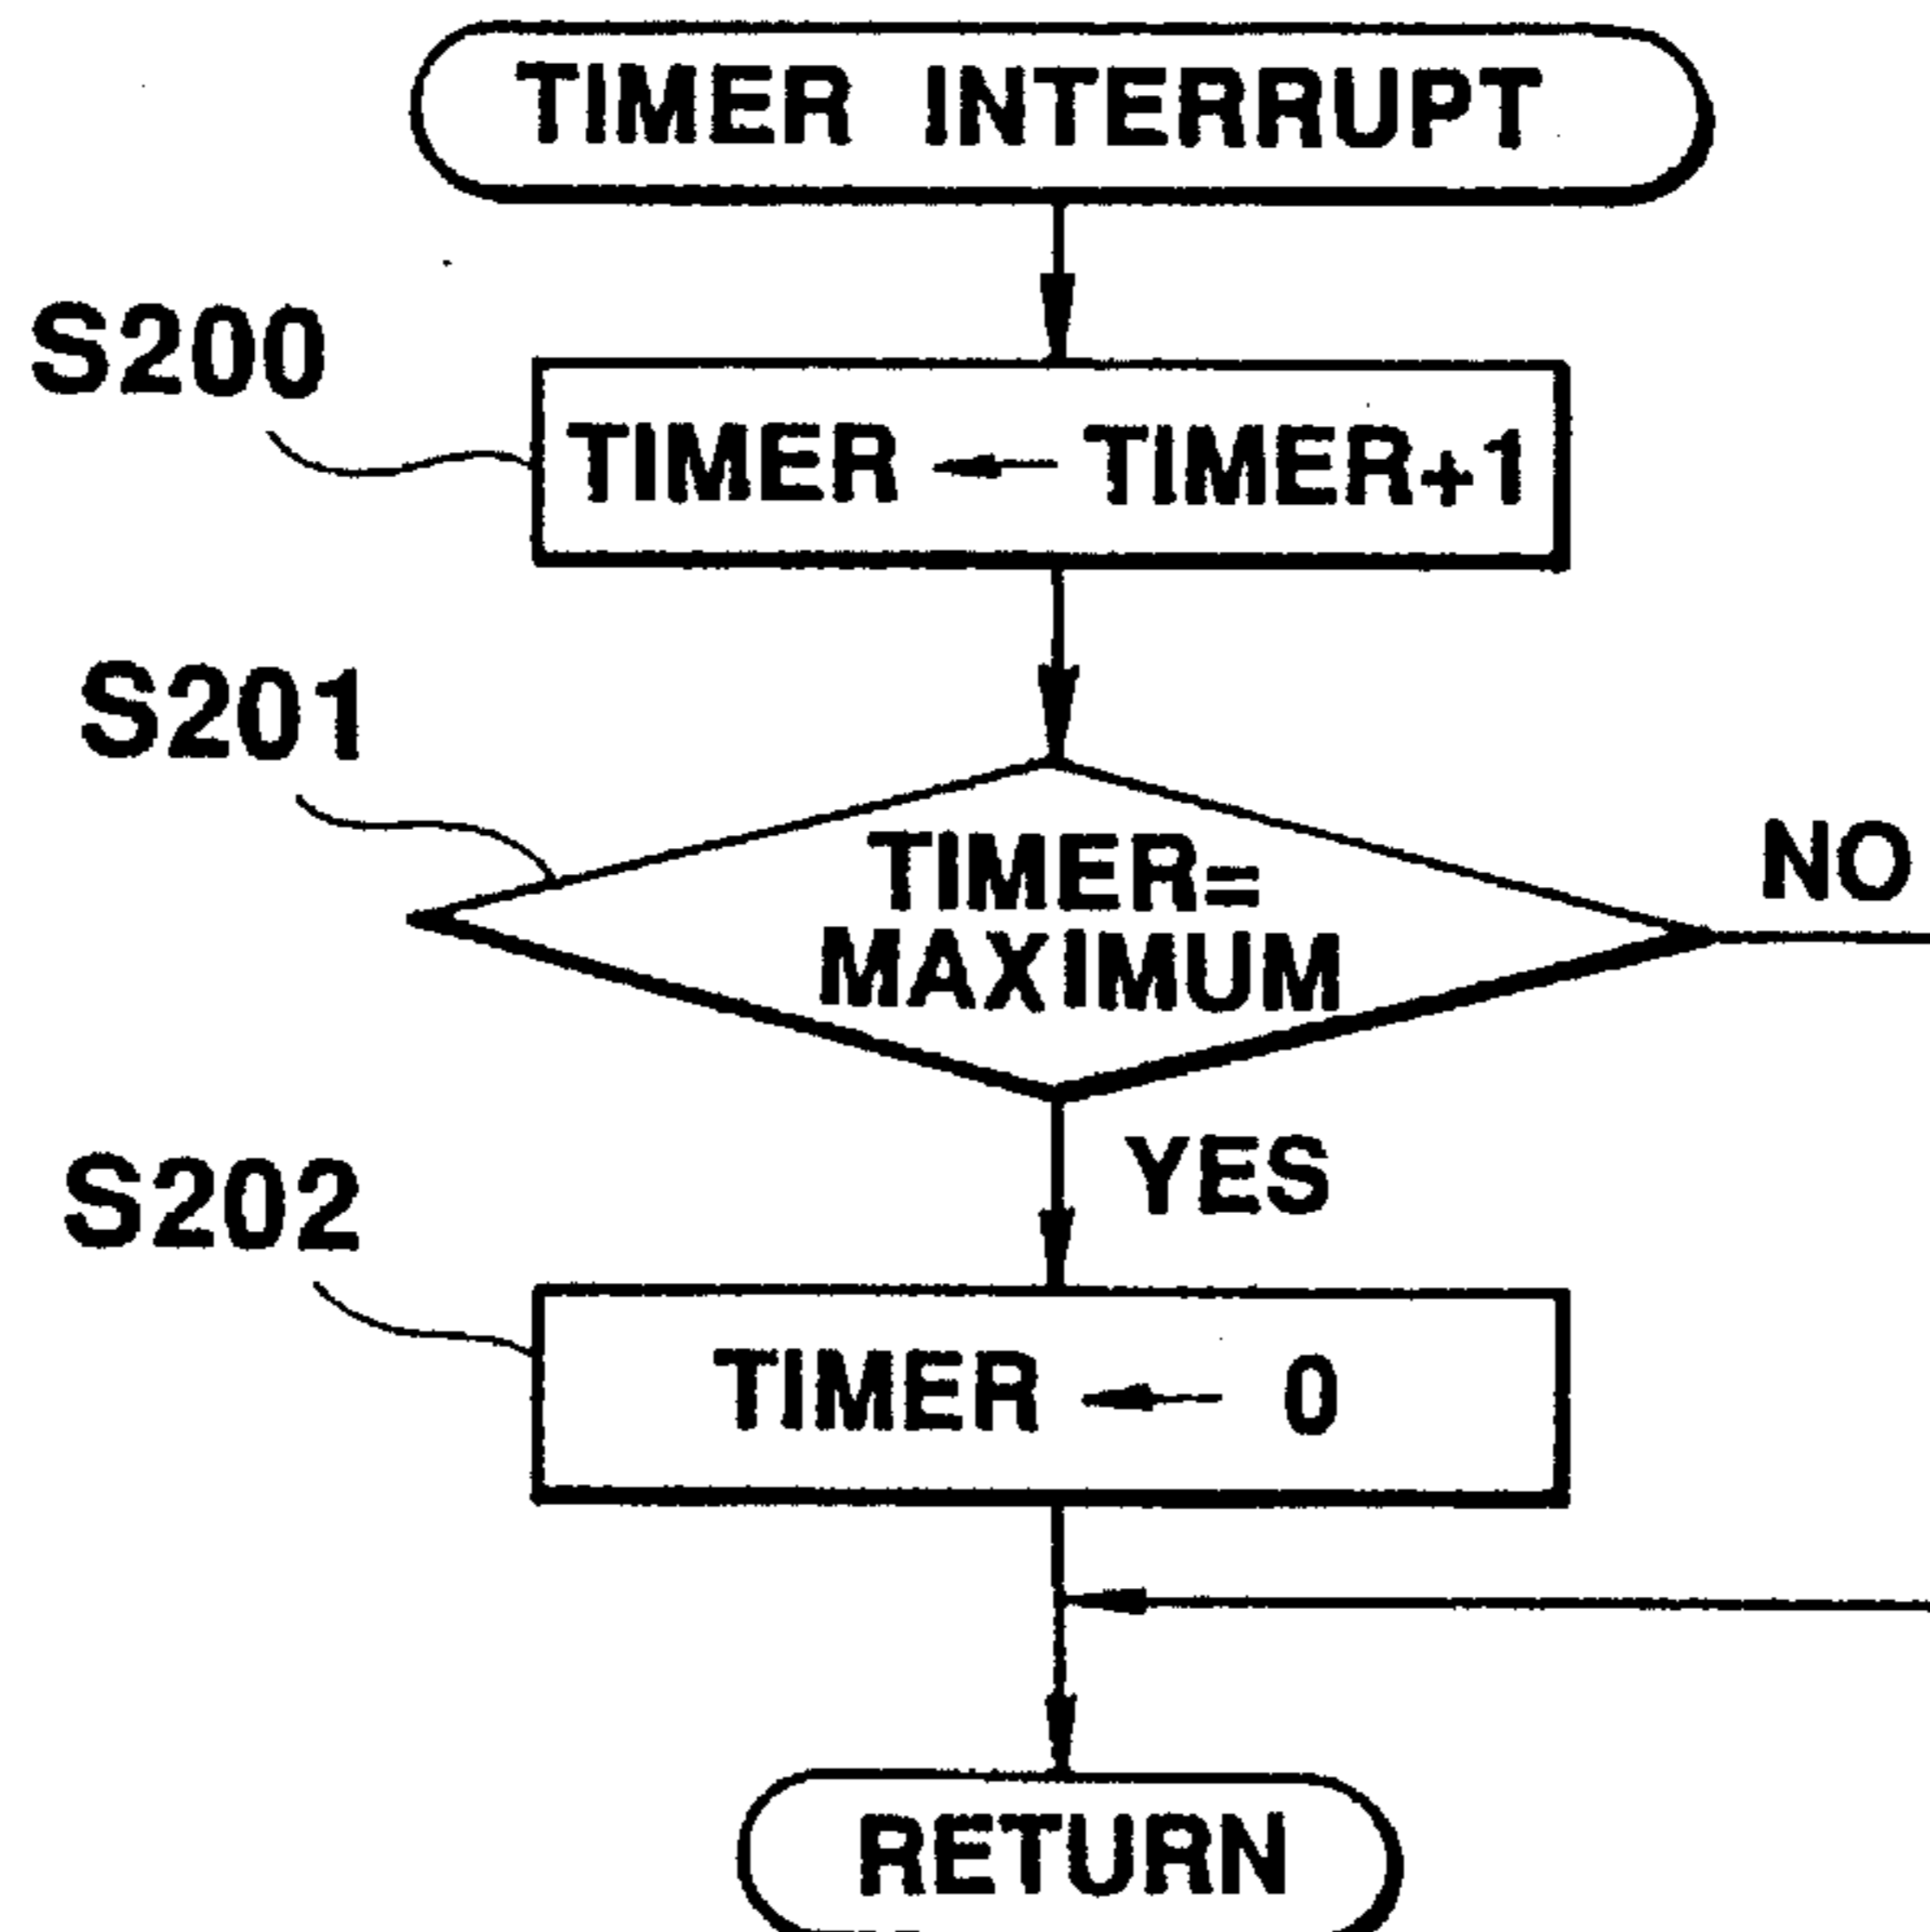 TIMER INTERRUPT
S200
TIMER ← TIMER+1
S201
TIMER=
MAXIMUM
NO
YES
S202
TIMER ← 0
RETURN